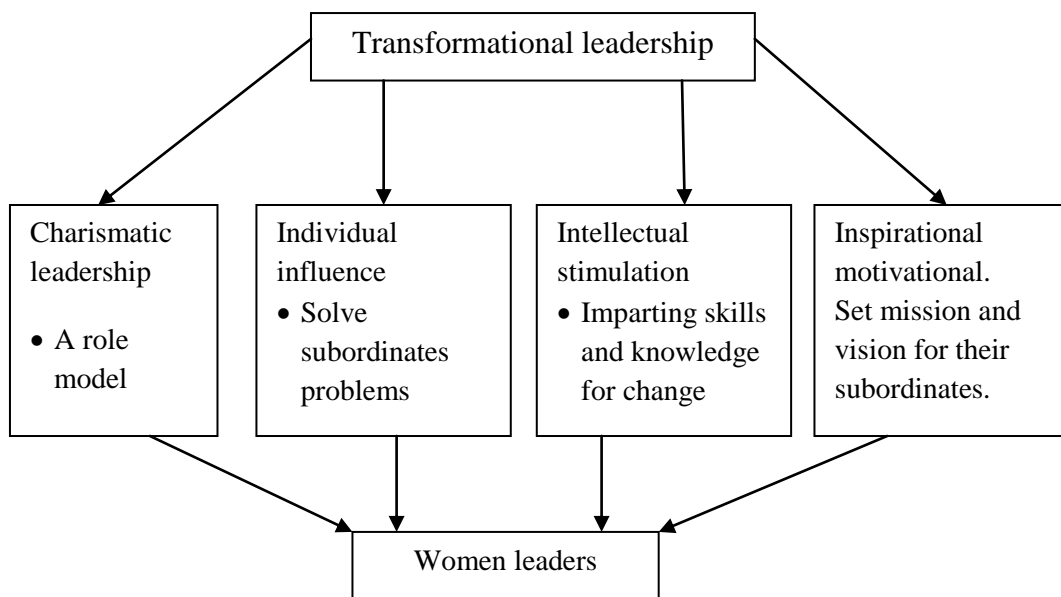 Transformational leadership
Charismatic
leadership
• A role
model
Individual
influence
• Solve
subordinates
problems
Intellectual
stimulation
• Imparting skills
and knowledge
for change
Inspirational
motivational.
Set mission and
vision for their
subordinates.
Women leaders